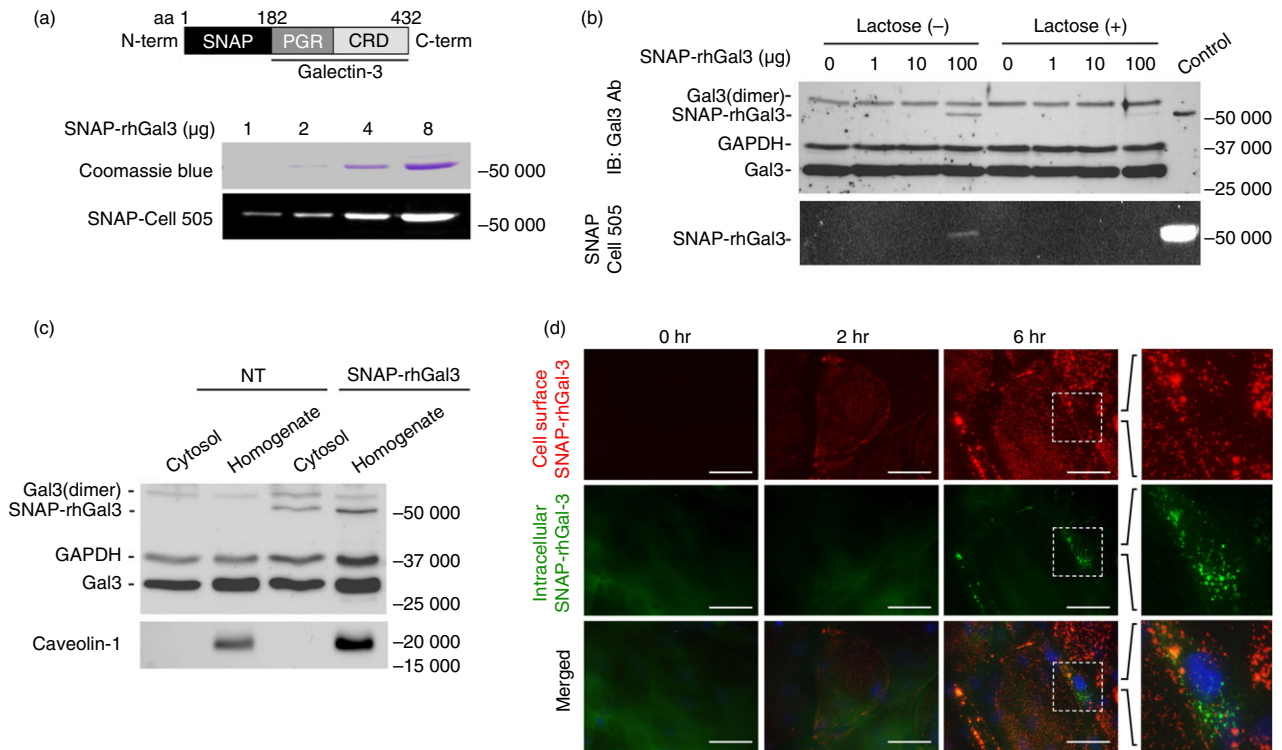 (a)
aa 1 182 432
N-term SNAP PGR CRD C-term
Galectin-3
SNAP-rhGal3 (µg) 1 2 4 8
Coomassie blue –50 000
SNAP-Cell 505 –50 000
(b)
Lactose (–) Lactose (+)
SNAP-rhGal3 (µg) 0 1 10 100 0 1 10 100 Control
IB: Gal3 Ab
Gal3(dimer)-
SNAP-rhGal3- –50 000
GAPDH- –37 000
Gal3-
–25 000
SNAP
Cell 505
SNAP-rhGal3- –50 000
(c)
NT SNAP-rhGal3
Cytosol Homogenate Cytosol Homogenate
Gal3(dimer) -
SNAP-rhGal3 - –50 000
GAPDH - –37 000
Gal3 -
–25 000
Caveolin-1 –20 000
–15 000
(d)
0 hr 2 hr 6 hr
Cell surface
SNAP-rhGal-3
Intracellular
SNAP-rhGal-3
Merged